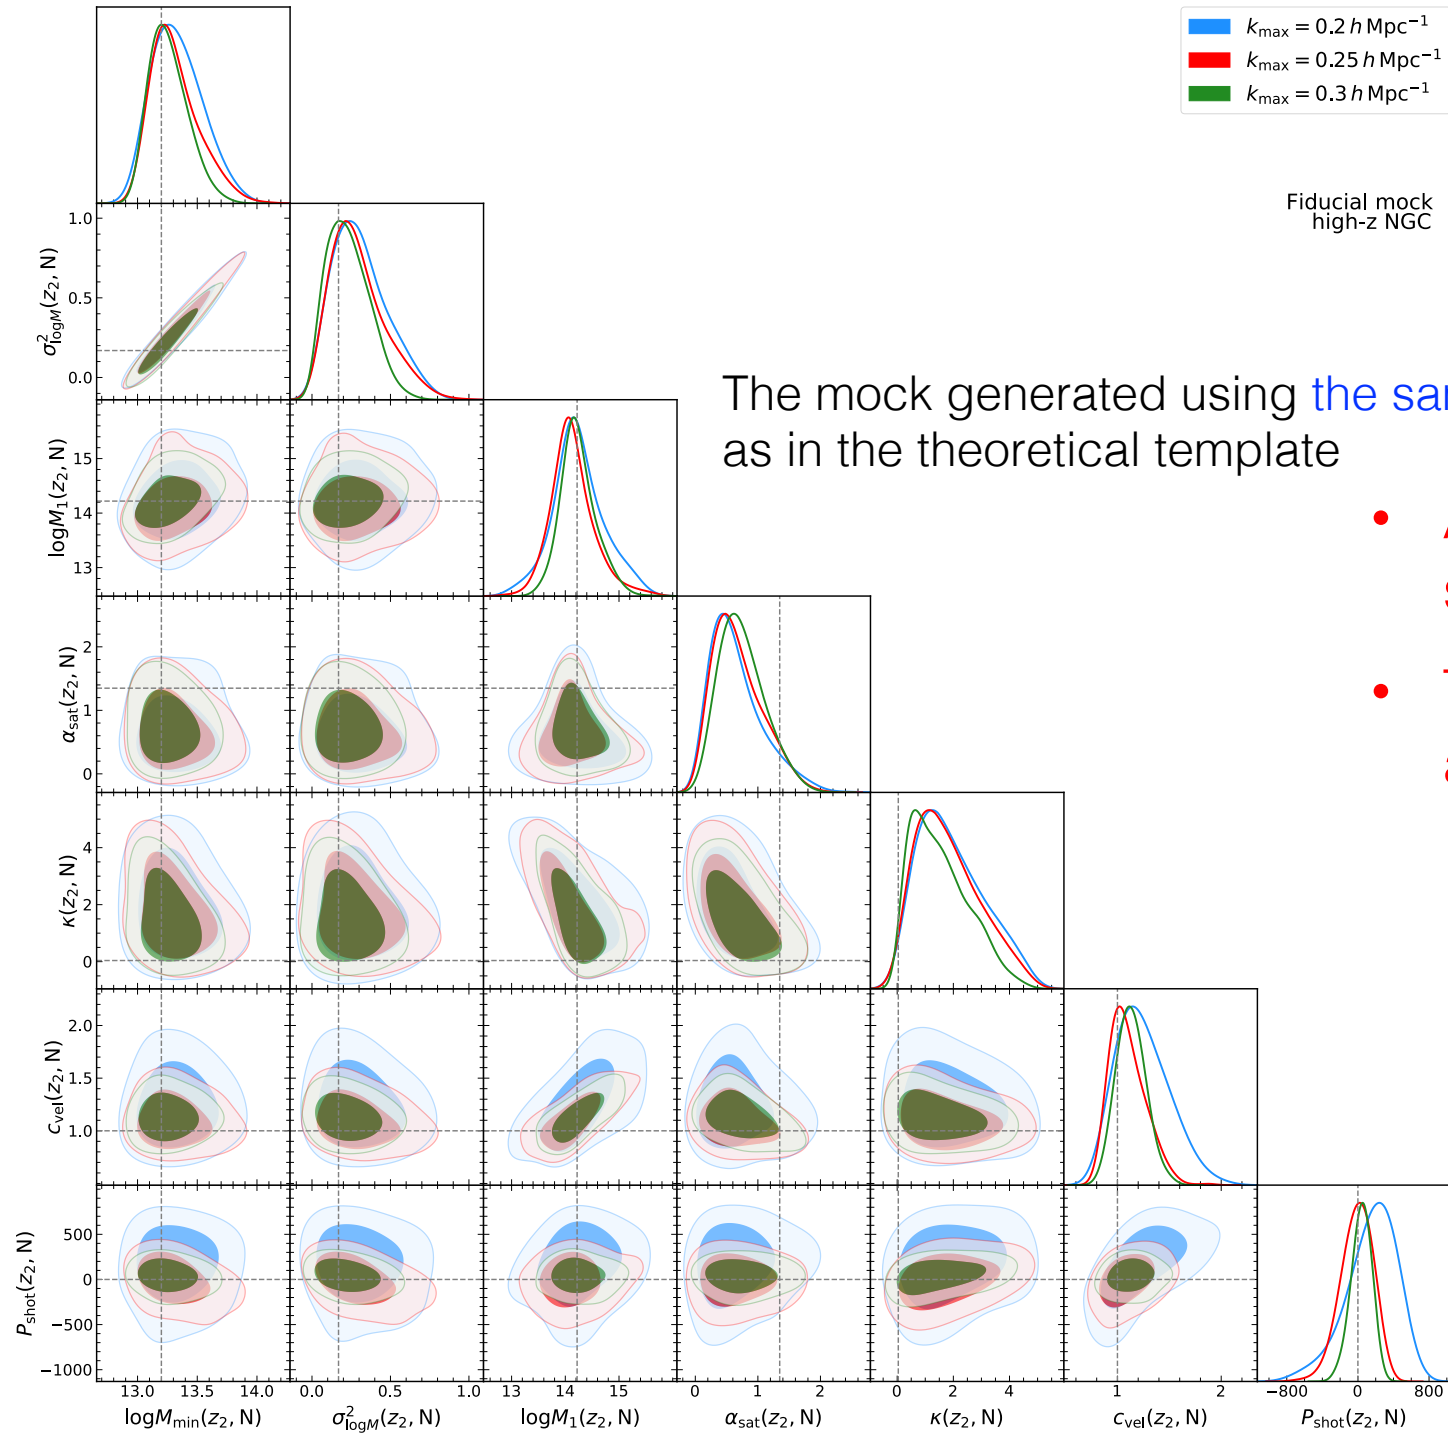 k_max = 0.2 h Mpc⁻¹
k_max = 0.25 h Mpc⁻¹
k_max = 0.3 h Mpc⁻¹
Fiducial mock
high-z NGC
The mock generated using the
as in the theoretical template
1.0
0.5
0.0
σ²_logM(z₂, N)
15
14
13
logM₁(z₂, N)
2
1
0
α_sat(z₂, N)
4
2
0
κ(z₂, N)
2.0
1.5
1.0
c_vel(z₂, N)
500
0
−500
−1000
P_shot(z₂, N)
13.0 13.5 14.0
0.0 0.5 1.0
13 14 15
0 1 2
0 2 4
1 2
−800 0 800
logM_min(z₂, N)
σ²_logM(z₂, N)
logM₁(z₂, N)
α_sat(z₂, N)
κ(z₂, N)
c_vel(z₂, N)
P_shot(z₂, N)